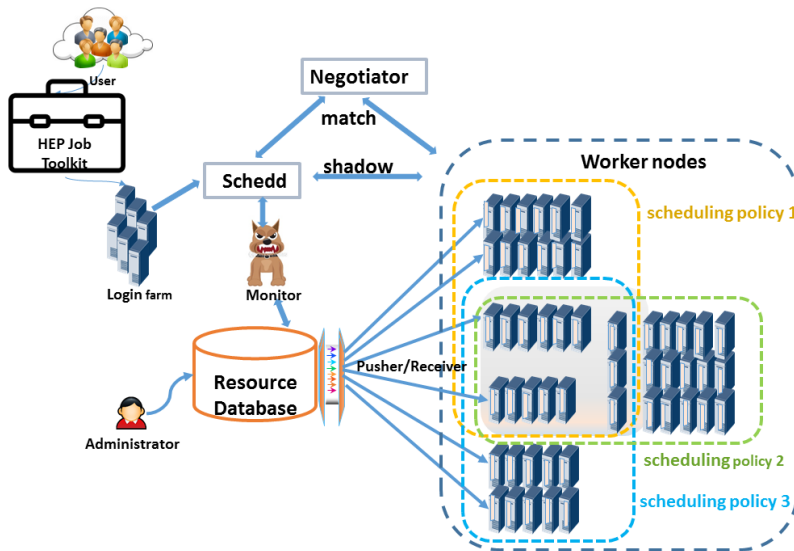 User
HEP Job
Toolkit
Login farm
Negotiator
match
Schedd
shadow
Monitor
Worker nodes
scheduling policy 1
Resource
Database
Pusher/Receiver
Administrator
scheduling policy 2
scheduling policy 3